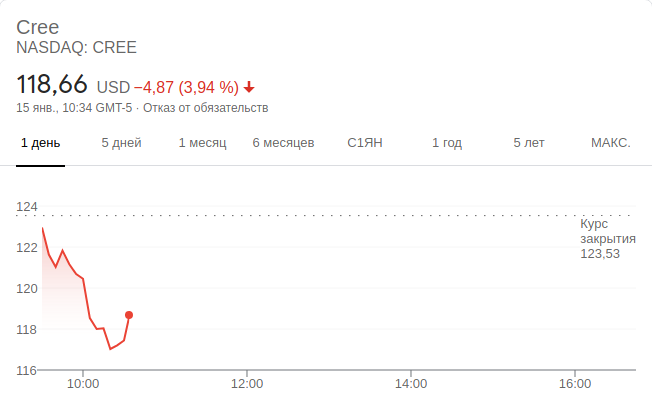 Cree
NASDAQ: CREE
118,66 USD −4,87 (3,94 %)
15 янв., 10:34 GMT-5 · Отказ от обязательств
1 день 5 дней 1 месяц 6 месяцев С1ЯН 1 год 5 лет МАКС.
124
Курс
закрытия
123,53
122
120
118
116
10:00 12:00 14:00 16:00